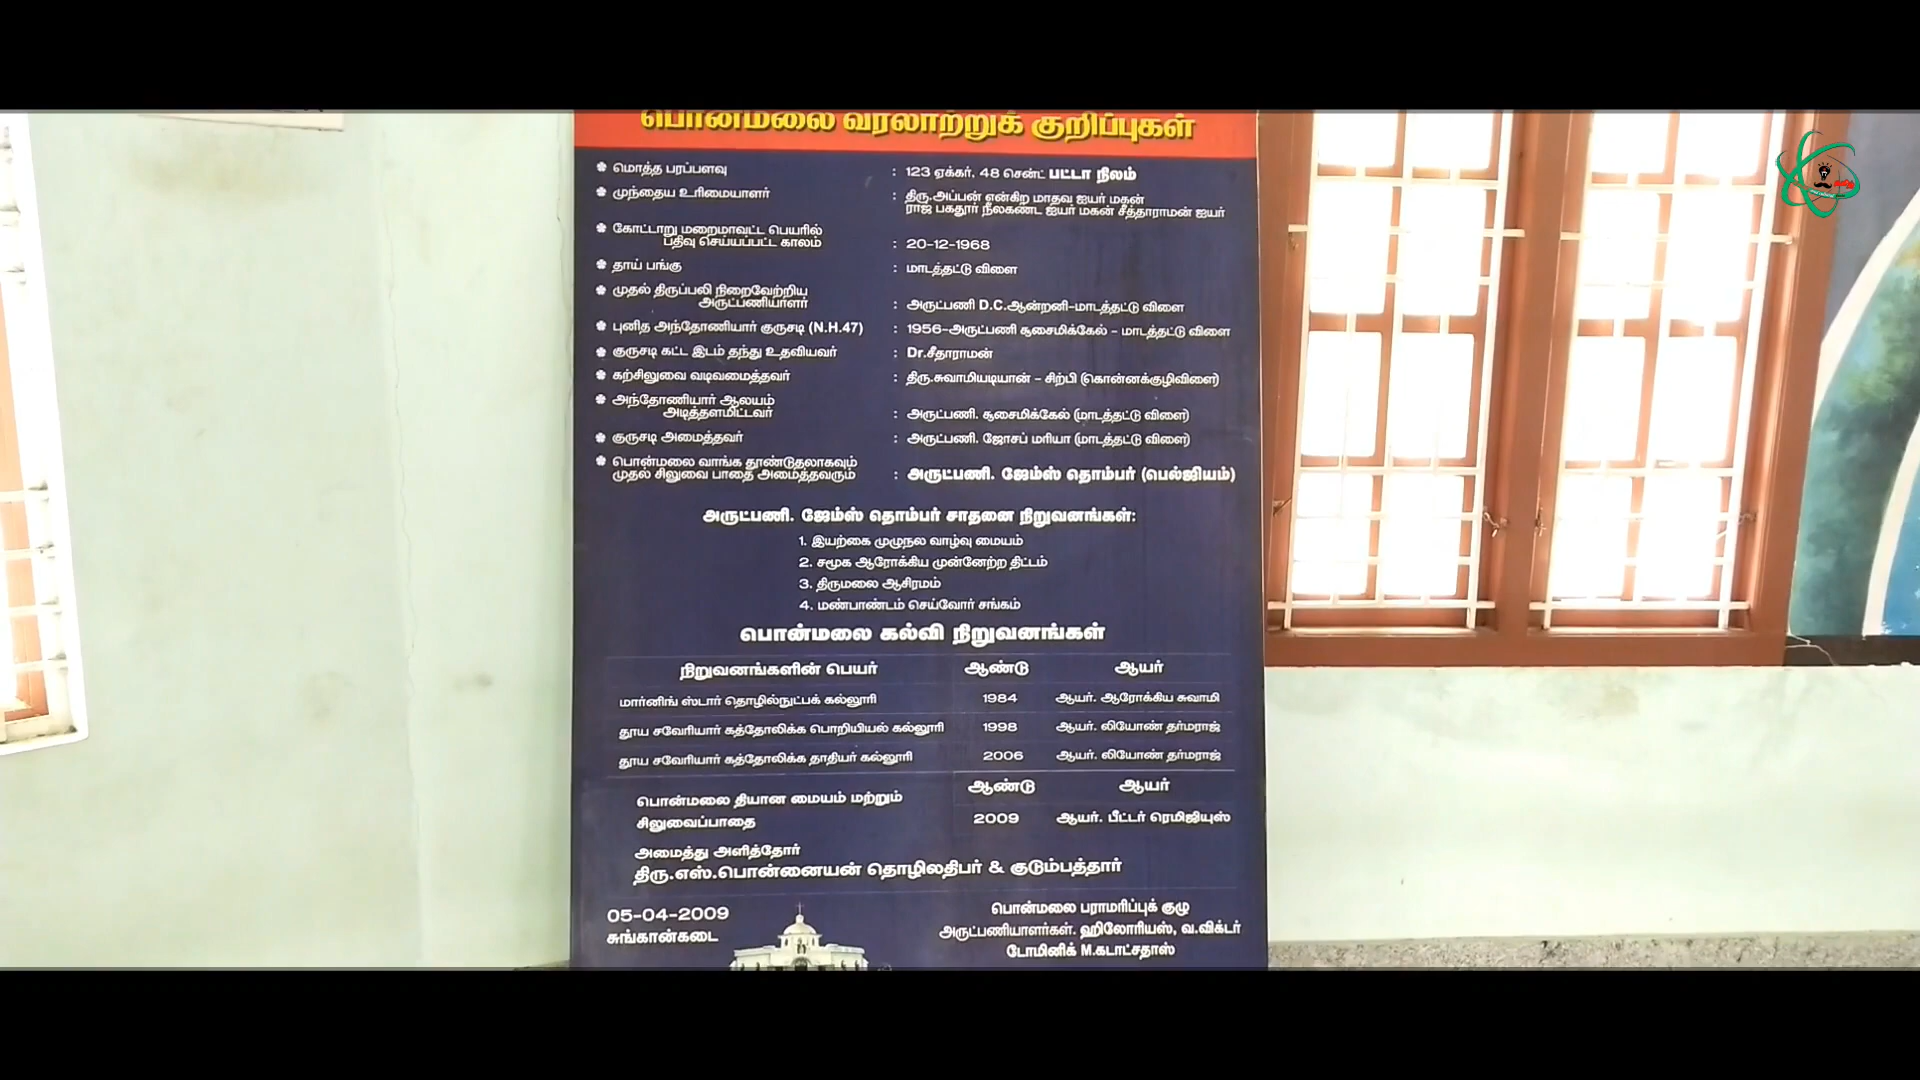 பொன்மலை வரலாற்றுக் குறிப்புகள்
மொத்த பரப்பளவு : 123 ஏக்கர், 48 சென்ட் பட்டா நிலம்
முந்தைய உரிமையாளர் : திரு.அப்பன் என்கிற மாதவ ஐயர் மகன்
ராஜ பகதூர் நீலகண்ட ஐயர் மகன் சீத்தாராமன் ஐயர்
கோட்டாறு மறைமாவட்ட பெயரில்
பதிவு செய்யப்பட்ட காலம் : 20-12-1968
தாய் பங்கு : மாடத்தட்டு விளை
முதல் திருப்பலி நிறைவேற்றிய
அருட்பணியாளர் : அருட்பணி D.C.ஆன்றனி-மாடத்தட்டு விளை
புனித அந்தோணியார் குருசடி (N.H.47) : 1956-அருட்பணி சூசைமிக்கேல் - மாடத்தட்டு விளை
குருசடி கட்ட இடம் தந்து உதவியவர் : Dr.சீதாராமன்
கற்சிலுவை வடிவமைத்தவர் : திரு.சுவாமியடியான் - சிற்பி (கொன்னக்குழிவிளை)
அந்தோணியார் ஆலயம்
அடித்தளமிட்டவர் : அருட்பணி. சூசைமிக்கேல் (மாடத்தட்டு விளை)
குருசடி அமைத்தவர் : அருட்பணி. ஜோசப் மரியா (மாடத்தட்டு விளை)
பொன்மலை வாங்க தூண்டுதலாகவும்
முதல் சிலுவை பாதை அமைத்தவரும் : அருட்பணி. ஜேம்ஸ் தொம்பர் (பெல்ஜியம்)
அருட்பணி. ஜேம்ஸ் தொம்பர் சாதனை நிறுவனங்கள்:
1. இயற்கை முழுநல வாழ்வு மையம்
2. சமூக ஆரோக்கிய முன்னேற்ற திட்டம்
3. திருமலை ஆசிரமம்
4. மண்பாண்டம் செய்வோர் சங்கம்
பொன்மலை கல்வி நிறுவனங்கள்
நிறுவனங்களின் பெயர் ஆண்டு ஆயர்
மார்னிங் ஸ்டார் தொழில்நுட்பக் கல்லூரி 1984 ஆயர். ஆரோக்கிய சுவாமி
தூய சவேரியார் கத்தோலிக்க பொறியியல் கல்லூரி 1998 ஆயர். லியோண் தர்மராஜ்
தூய சவேரியார் கத்தோலிக்க தாதியர் கல்லூரி 2006 ஆயர். லியோண் தர்மராஜ்
ஆண்டு ஆயர்
பொன்மலை தியான மையம் மற்றும்
சிலுவைப்பாதை 2009 ஆயர். பீட்டர் ரெமிஜியுஸ்
அமைத்து அளித்தோர்
திரு.எஸ்.பொன்னையன் தொழிலதிபர் & குடும்பத்தார்
05-04-2009
சுங்கான்கடை
பொன்மலை பராமரிப்புக் குழு
அருட்பணியாளர்கள். ஹிலோரியஸ், வ.விக்டர்
டோமினிக் M.கடாட்சதாஸ்